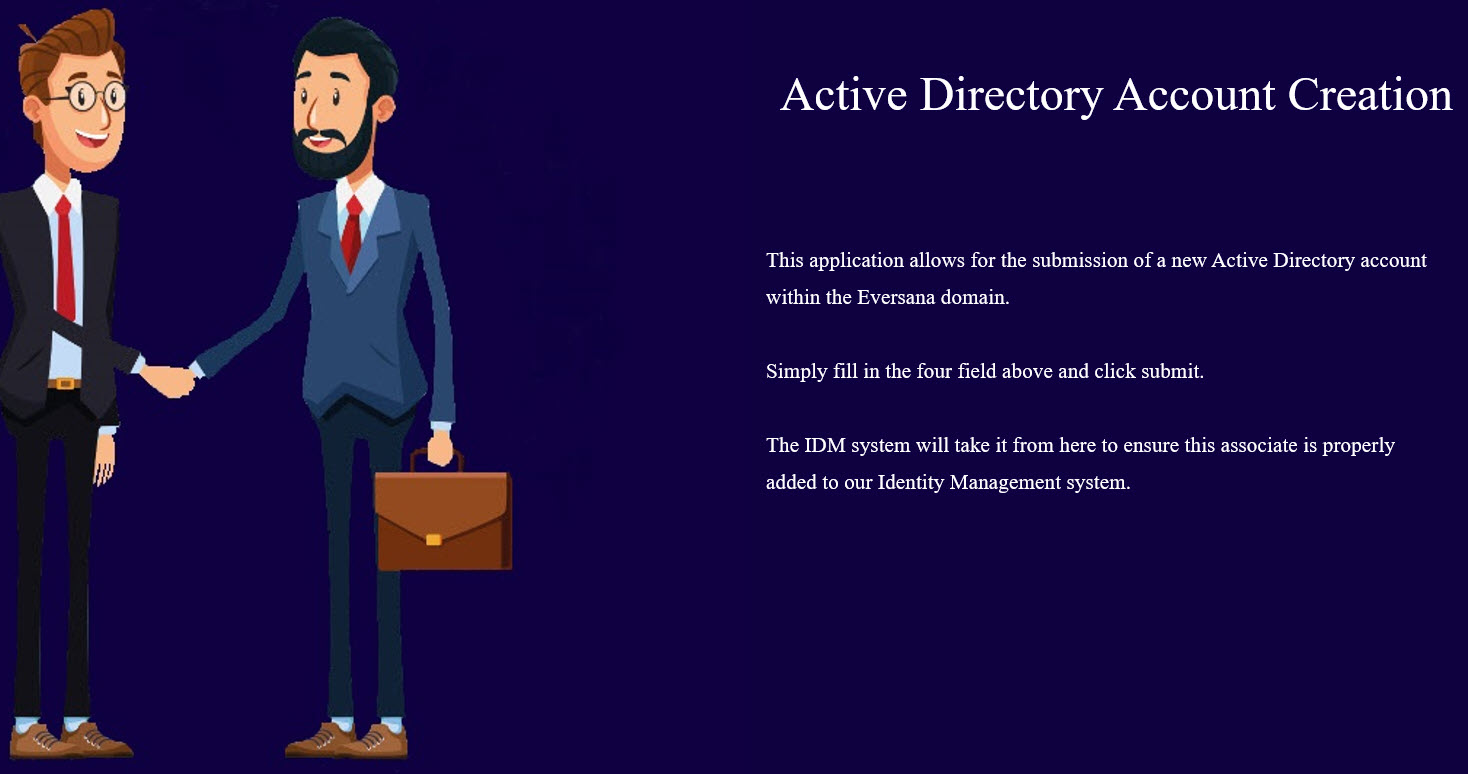 Active Directory Account Creation
This application allows for the submission of a new Active Directory account
within the Eversana domain.
Simply fill in the four field above and click submit.
The IDM system will take it from here to ensure this associate is properly
added to our Identity Management system.